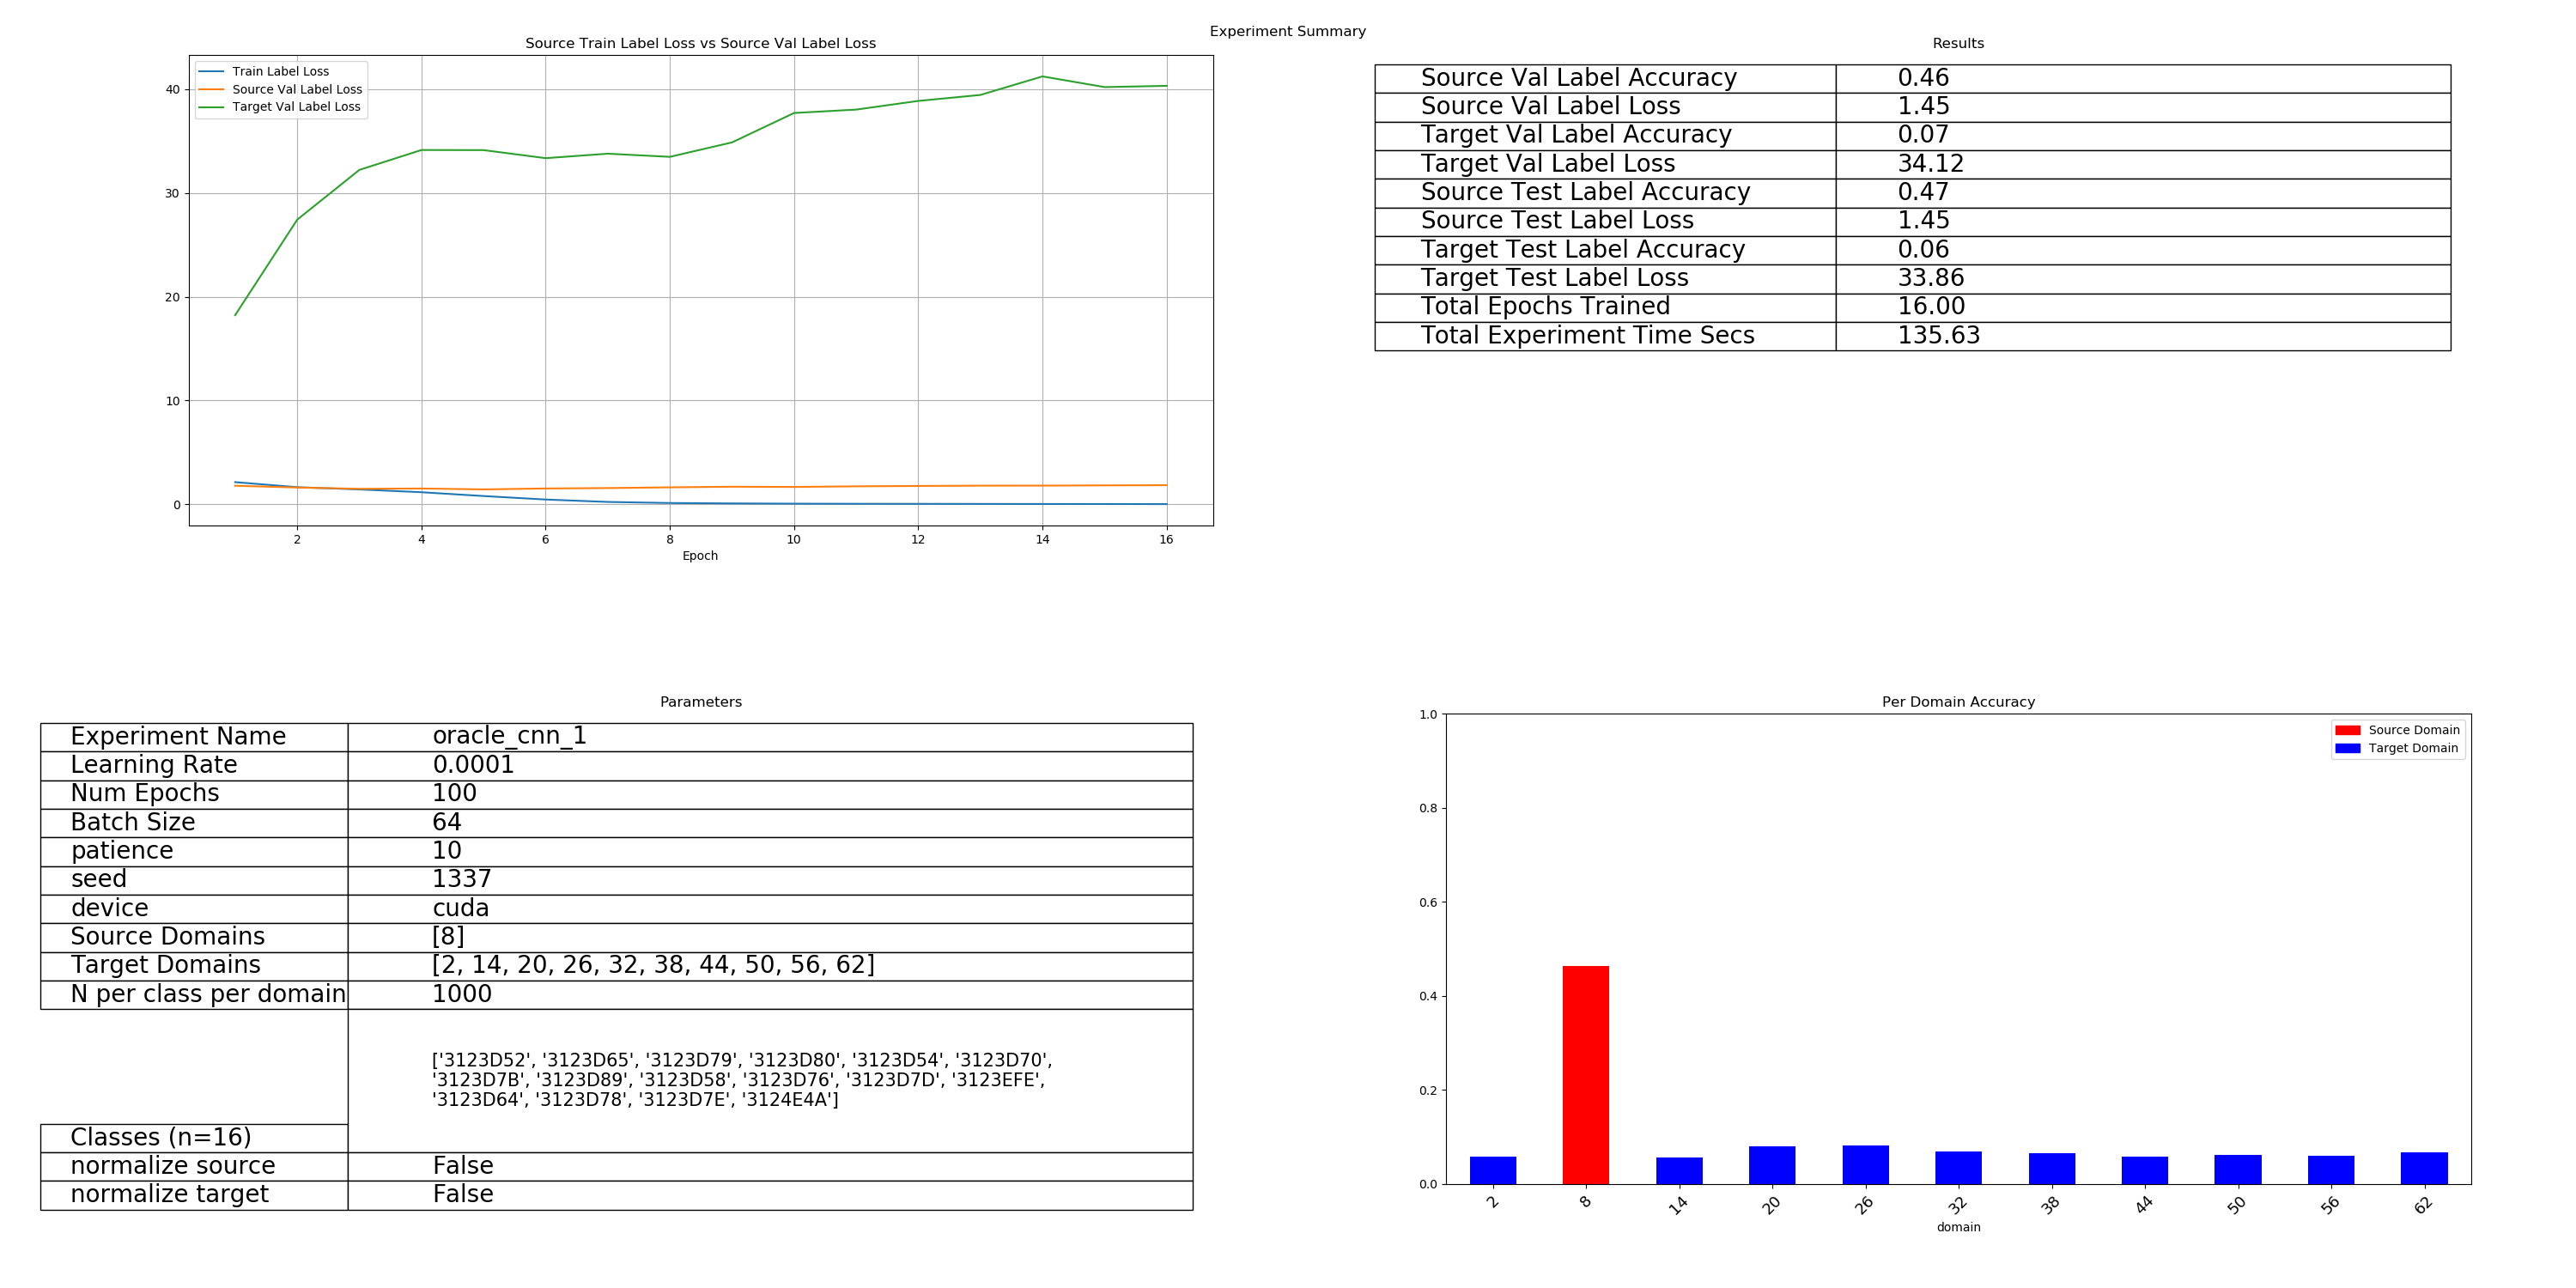 Experiment Summary
Source Train Label Loss vs Source Val Label Loss
Train Label Loss
Source Val Label Loss
Target Val Label Loss
40
30
20
10
0
2 4 6 8 10 12 14 16
Epoch
Results
Source Val Label Accuracy 0.46
Source Val Label Loss 1.45
Target Val Label Accuracy 0.07
Target Val Label Loss 34.12
Source Test Label Accuracy 0.47
Source Test Label Loss 1.45
Target Test Label Accuracy 0.06
Target Test Label Loss 33.86
Total Epochs Trained 16.00
Total Experiment Time Secs 135.63
Parameters
Experiment Name oracle_cnn_1
Learning Rate 0.0001
Num Epochs 100
Batch Size 64
patience 10
seed 1337
device cuda
Source Domains [8]
Target Domains [2, 14, 20, 26, 32, 38, 44, 50, 56, 62]
N per class per domain 1000
['3123D52', '3123D65', '3123D79', '3123D80', '3123D54', '3123D70',
'3123D7B', '3123D89', '3123D58', '3123D76', '3123D7D', '3123EFE',
'3123D64', '3123D78', '3123D7E', '3124E4A']
Classes (n=16)
normalize source False
normalize target False
Per Domain Accuracy
Source Domain
Target Domain
1.0
0.8
0.6
0.4
0.2
0.0
2 8 14 20 26 32 38 44 50 56 62
domain